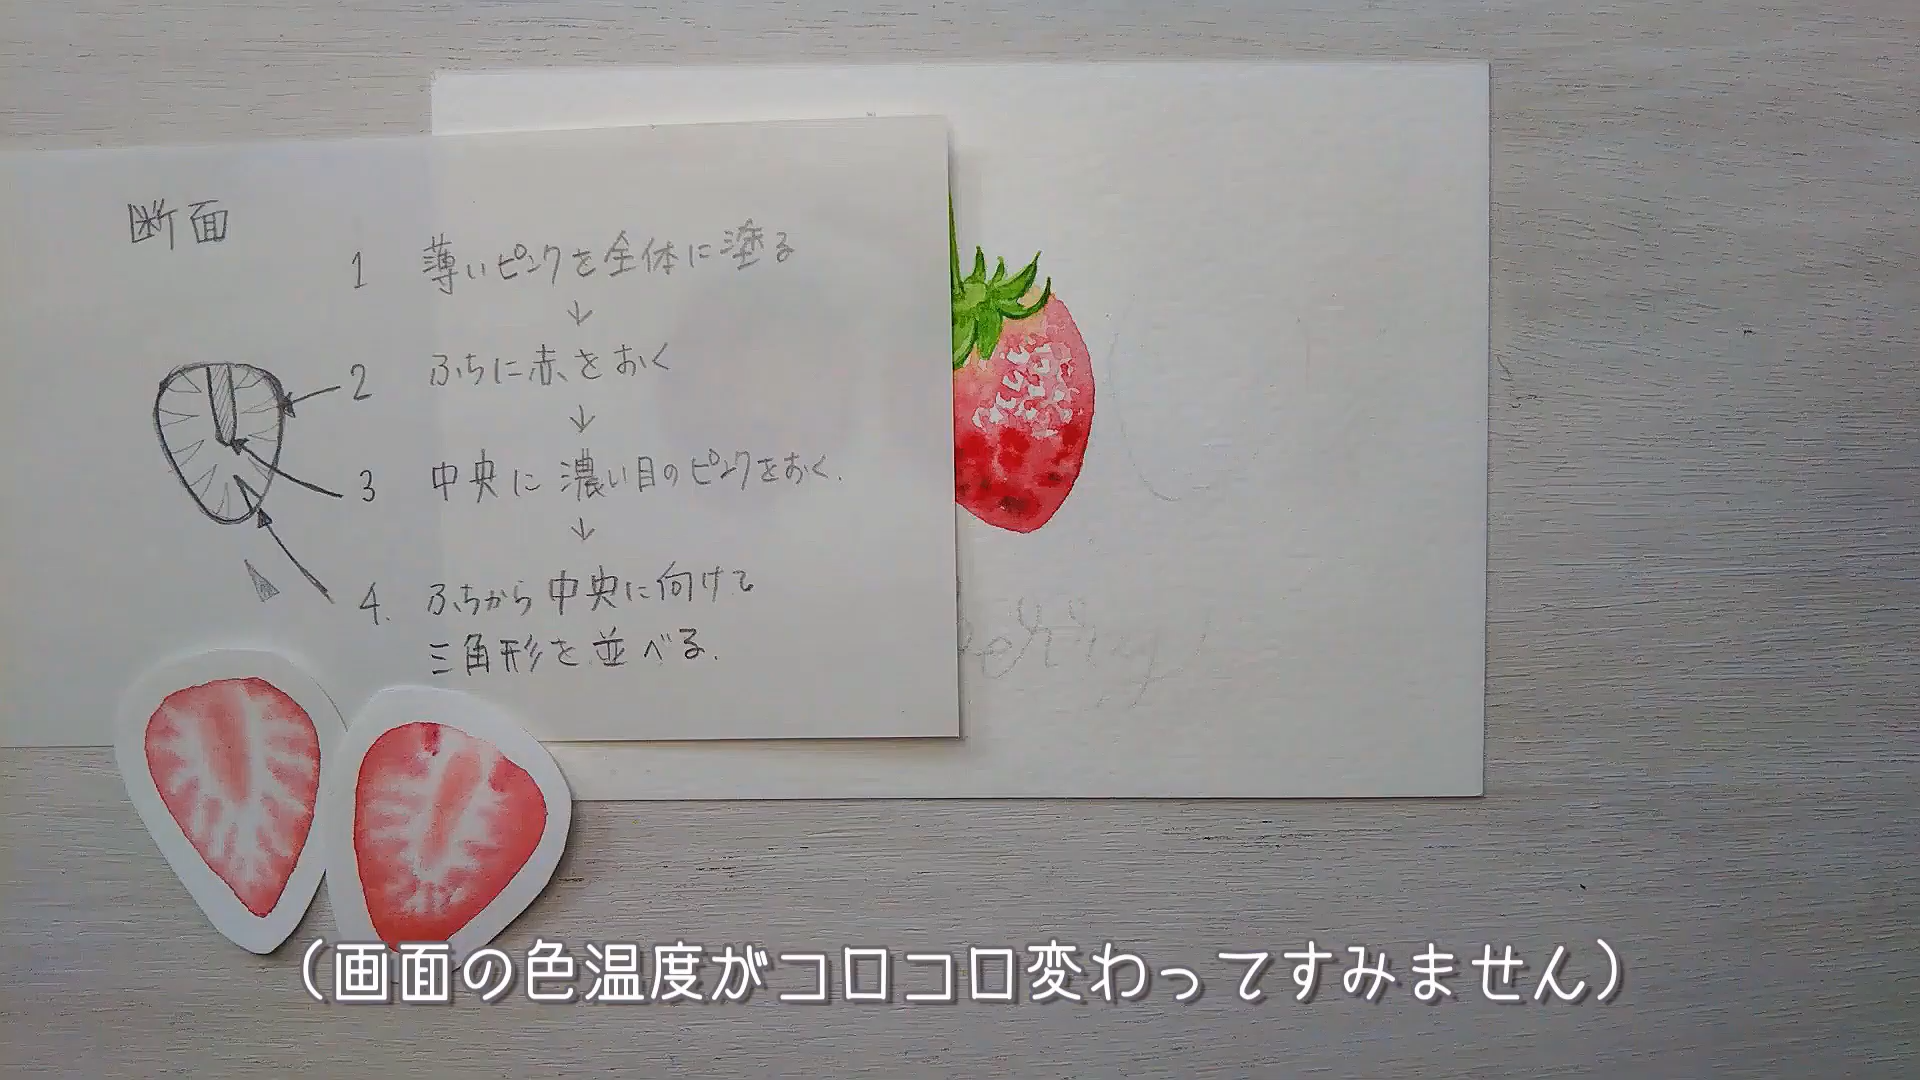 断面
1 薄いピンクを全体に塗る
↓
2 ふちに赤をおく
↓
3 中央に濃い目のピンクをおく.
↓
4. ふちから中央に向けて
三角形を並べる.
erry
(画面の色温度がコロコロ変わってすみません)